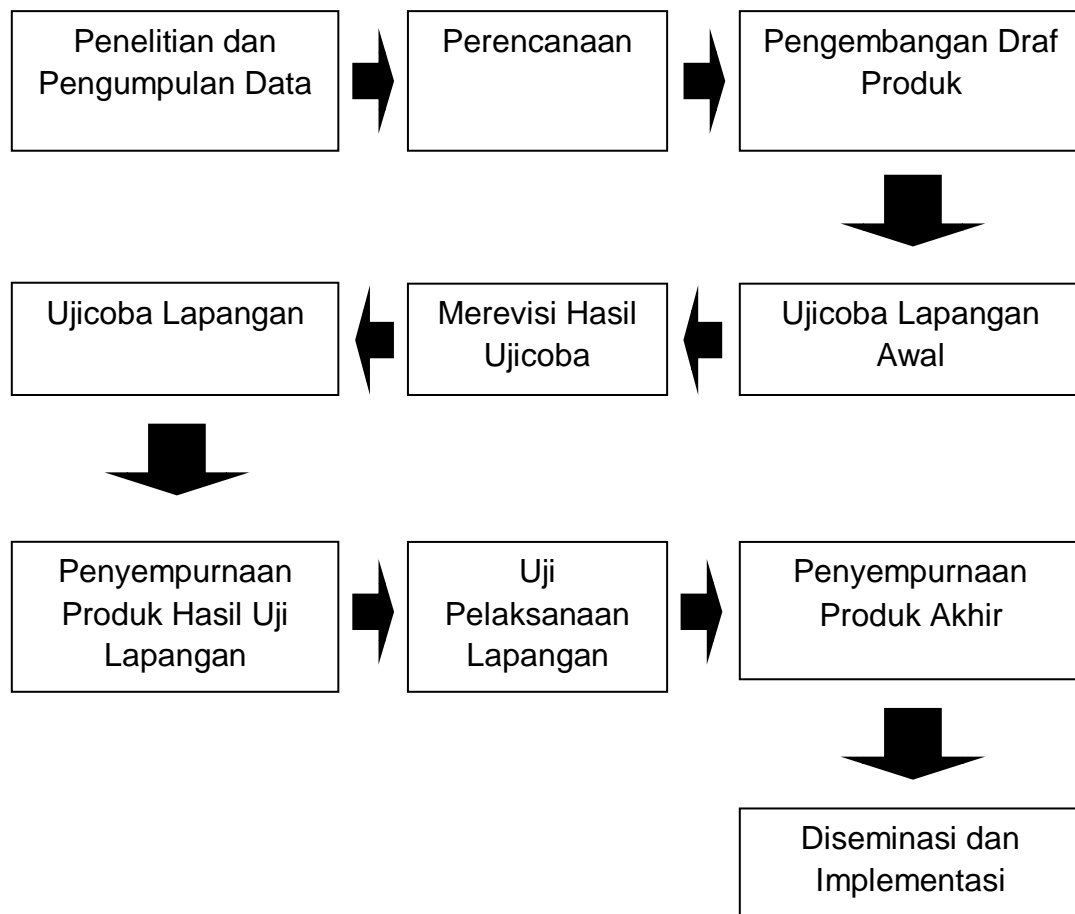 Penelitian dan
Pengumpulan Data
Perencanaan
Pengembangan Draf
Produk
Ujicoba Lapangan
Awal
Merevisi Hasil
Ujicoba
Ujicoba Lapangan
Penyempurnaan
Produk Hasil Uji
Lapangan
Uji
Pelaksanaan
Lapangan
Penyempurnaan
Produk Akhir
Diseminasi dan
Implementasi